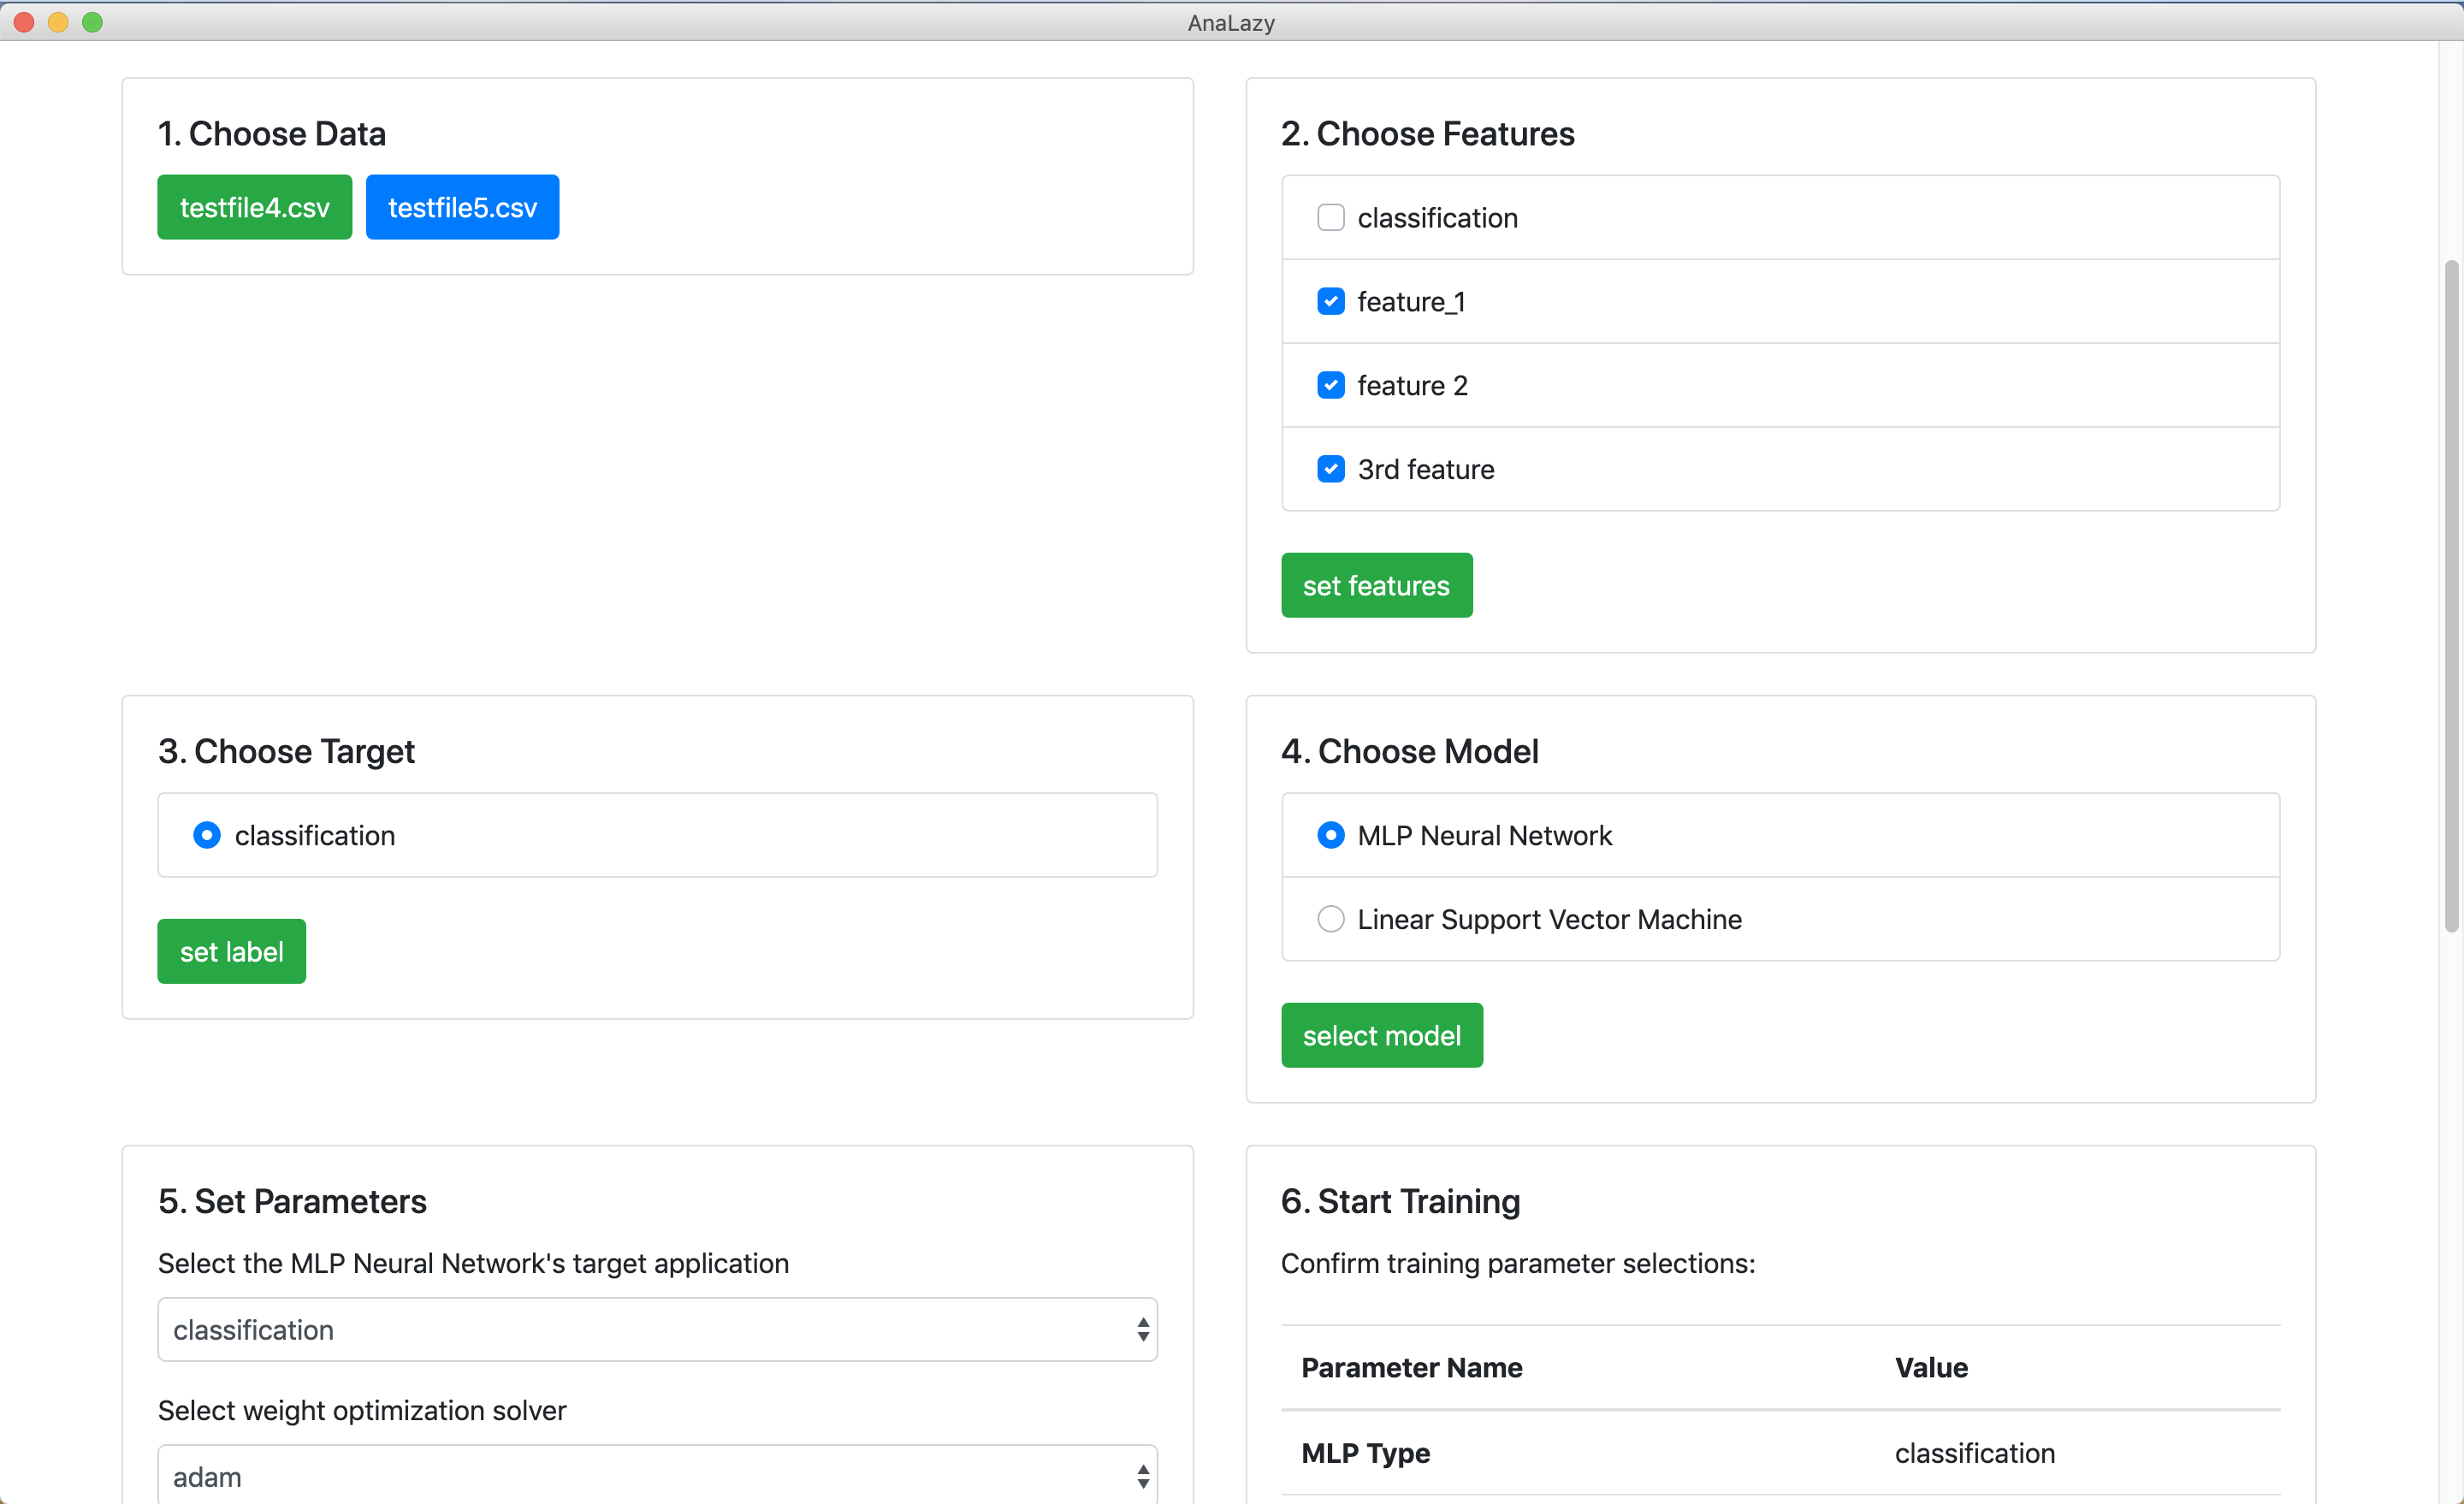 AnaLazy
1. Choose Data
testfile4.csv
testfile5.csv
2. Choose Features
classification
feature_1
feature 2
3rd feature
set features
3. Choose Target
classification
set label
4. Choose Model
MLP Neural Network
Linear Support Vector Machine
select model
5. Set Parameters
Select the MLP Neural Network's target application
classification
Select weight optimization solver
adam
6. Start Training
Confirm training parameter selections:
Parameter Name Value
MLP Type classification